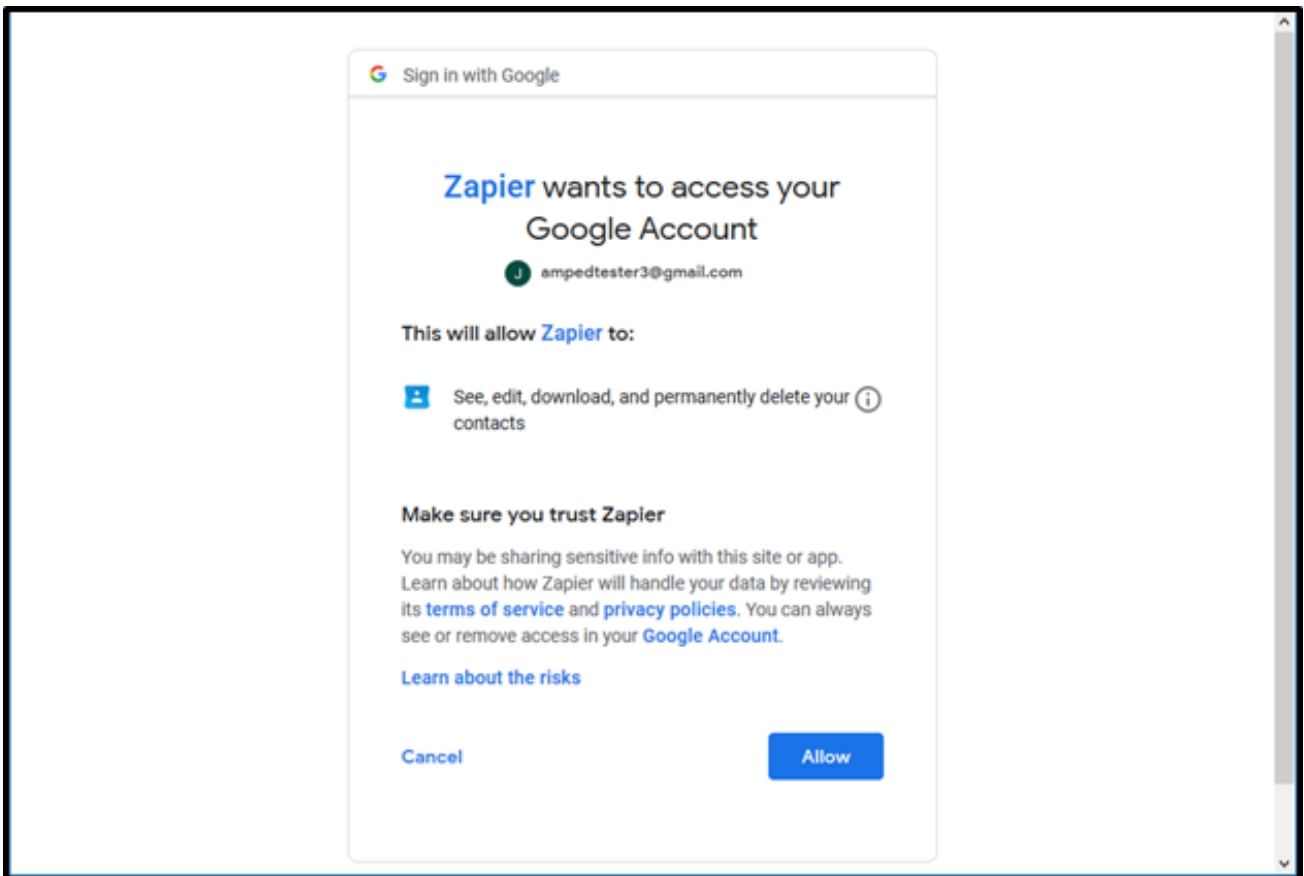 Sign in with Google
Zapier wants to access your
Google Account
J
ampedtester3@gmail.com
This will allow Zapier to:
See, edit, download, and permanently delete your
contacts
Make sure you trust Zapier
You may be sharing sensitive info with this site or app.
Learn about how Zapier will handle your data by reviewing
its terms of service and privacy policies. You can always
see or remove access in your Google Account.
Learn about the risks
Cancel
Allow